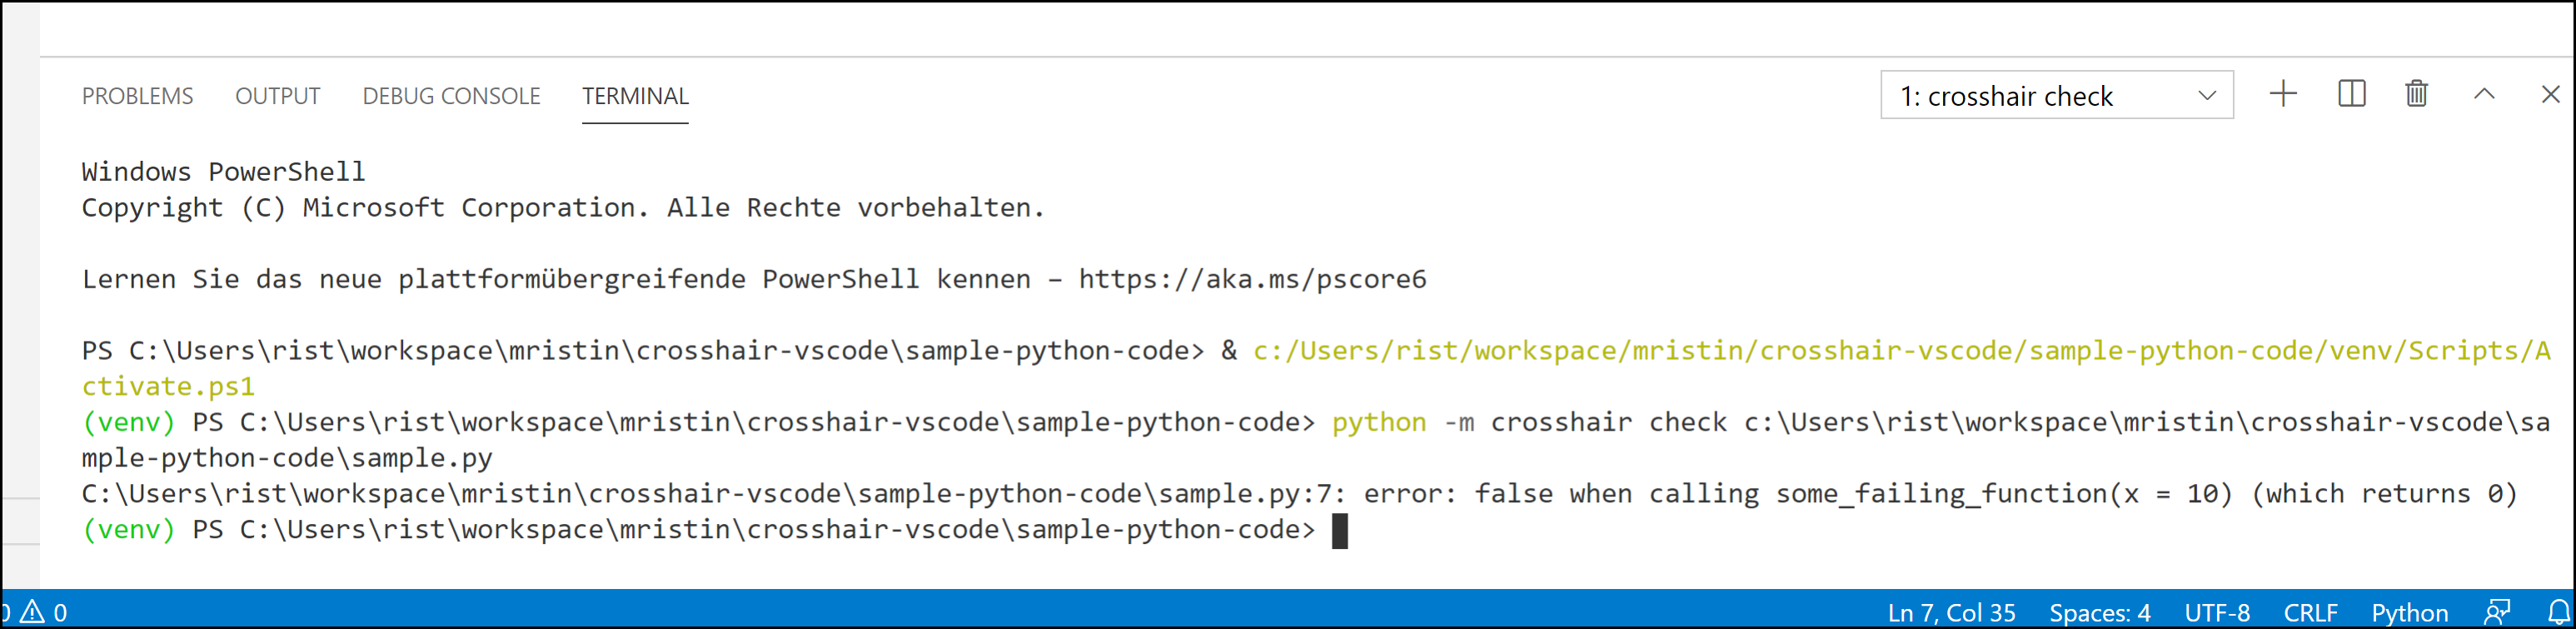 PROBLEMS OUTPUT DEBUG CONSOLE TERMINAL 1: crosshair check
Windows PowerShell
Copyright (C) Microsoft Corporation. Alle Rechte vorbehalten.
Lernen Sie das neue plattformübergreifende PowerShell kennen – https://aka.ms/pscore6
PS C:\Users\rist\workspace\mristin\crosshair-vscode\sample-python-code> & c:/Users/rist/workspace/mristin/crosshair-vscode/sample-python-code/venv/Scripts/A
ctivate.ps1
(venv) PS C:\Users\rist\workspace\mristin\crosshair-vscode\sample-python-code> python -m crosshair check c:\Users\rist\workspace\mristin\crosshair-vscode\sa
mple-python-code\sample.py
C:\Users\rist\workspace\mristin\crosshair-vscode\sample-python-code\sample.py:7: error: false when calling some_failing_function(x = 10) (which returns 0)
(venv) PS C:\Users\rist\workspace\mristin\crosshair-vscode\sample-python-code>
0 0 Ln 7, Col 35 Spaces: 4 UTF-8 CRLF Python